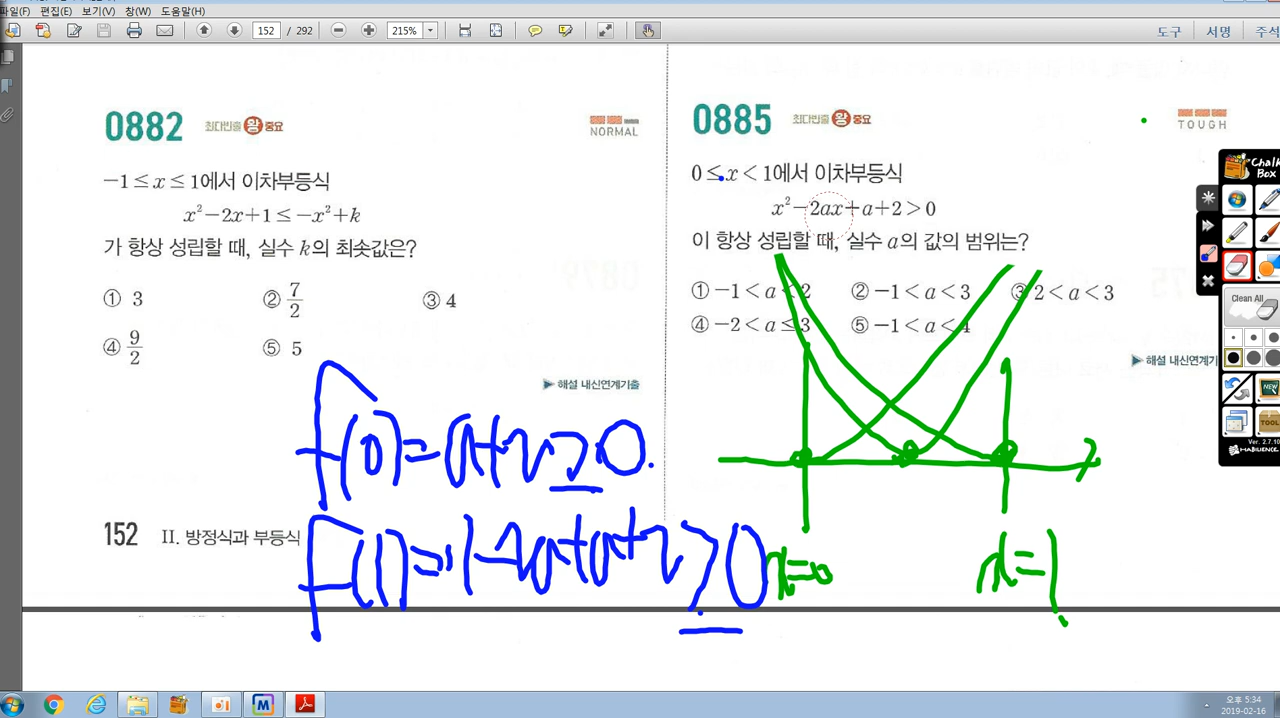 파일(F) 편집(E) 보기(V) 창(W) 도움말(H)
152 / 292 215% 도구 서명 주석
0882 최다빈출 왕 중요 NORMAL
-1≤x≤1에서 이차부등식
x²-2x+1≤-x²+k
가 항상 성립할 때, 실수 k의 최솟값은?
① 3 ② 7/2 ③ 4
④ 9/2 ⑤ 5
▶ 해설 내신연계기출
f(0)=a+2≥0.
f(1)=1-2a+a+2≥0
152 II. 방정식과 부등식
0885 최다빈출 왕 중요 TOUGH
0≤x<1에서 이차부등식
x²-2ax+a+2>0
이 항상 성립할 때, 실수 a의 값의 범위는?
① -1<a<2 ② -1<a<3 ③ 2<a<3
④ -2<a≤3 ⑤ -1<a<4
▶ 해설 내신연계기
x=0 x=1
Chalk
Box
Clean All
NEW
TOOL
Ver. 2.7.10
HABILIENCE
오후 5:34
2019-02-16